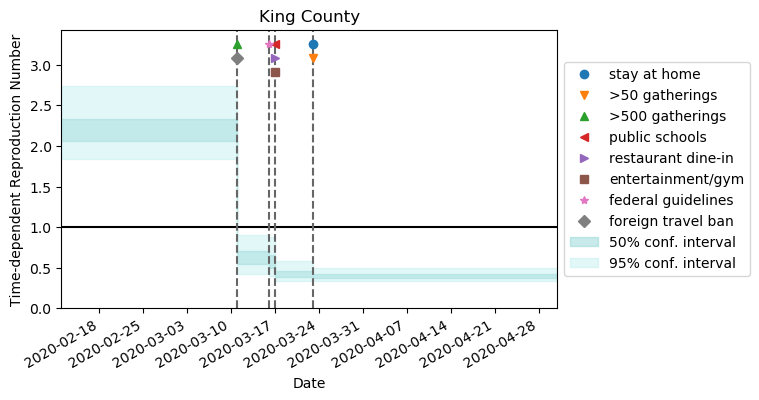 King County
Time-dependent Reproduction Number
3.0
2.5
2.0
1.5
1.0
0.5
0.0
2020-02-18
2020-02-25
2020-03-03
2020-03-10
2020-03-17
2020-03-24
2020-03-31
2020-04-07
2020-04-14
2020-04-21
2020-04-28
Date
stay at home
>50 gatherings
>500 gatherings
public schools
restaurant dine-in
entertainment/gym
federal guidelines
foreign travel ban
50% conf. interval
95% conf. interval